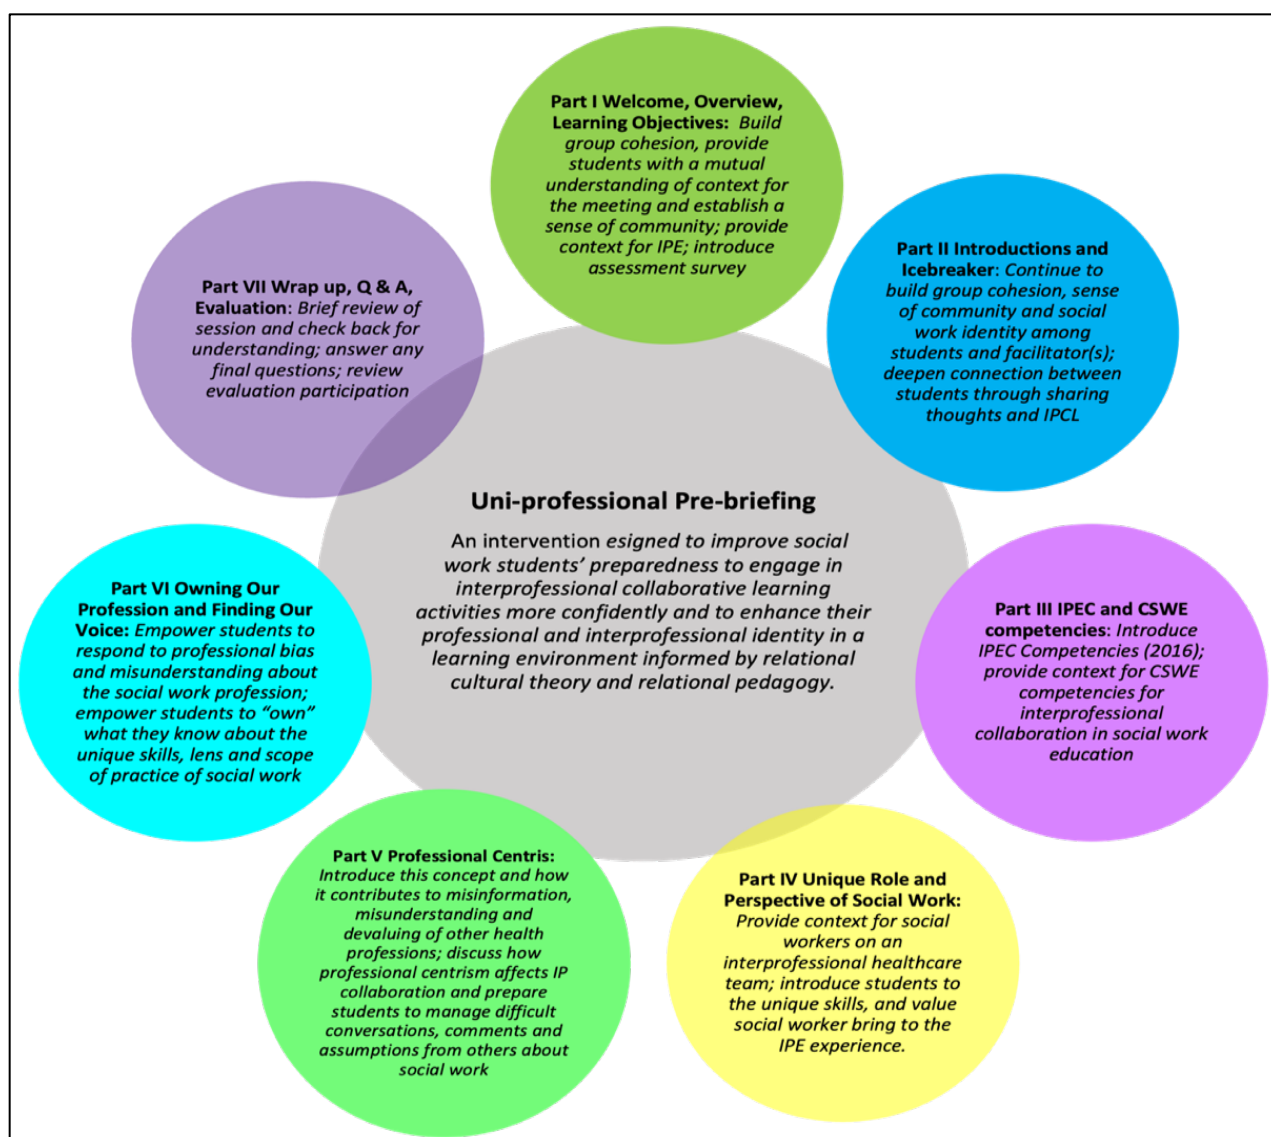 Part I Welcome, Overview,
Learning Objectives: Build
group cohesion, provide
students with a mutual
understanding of context for
the meeting and establish a
sense of community; provide
context for IPE; introduce
assessment survey
Part II Introductions and
Icebreaker: Continue to
build group cohesion, sense
of community and social
work identity among
students and facilitator(s);
deepen connection between
students through sharing
thoughts and IPCL
Part III IPEC and CSWE
competencies: Introduce
IPEC Competencies (2016);
provide context for CSWE
competencies for
interprofessional
collaboration in social work
education
Part IV Unique Role and
Perspective of Social Work:
Provide context for social
workers on an
interprofessional healthcare
team; introduce students to
the unique skills, and value
social worker bring to the
IPE experience.
Part V Professional Centris:
Introduce this concept and how
it contributes to misinformation,
misunderstanding and
devaluing of other health
professions; discuss how
professional centrism affects IP
collaboration and prepare
students to manage difficult
conversations, comments and
assumptions from others about
social work
Part VI Owning Our
Profession and Finding Our
Voice: Empower students to
respond to professional bias
and misunderstanding about
the social work profession;
empower students to “own”
what they know about the
unique skills, lens and scope
of practice of social work
Part VII Wrap up, Q & A,
Evaluation: Brief review of
session and check back for
understanding; answer any
final questions; review
evaluation participation
Uni-professional Pre-briefing
An intervention esigned to improve social
work students’ preparedness to engage in
interprofessional collaborative learning
activities more confidently and to enhance their
professional and interprofessional identity in a
learning environment informed by relational
cultural theory and relational pedagogy.